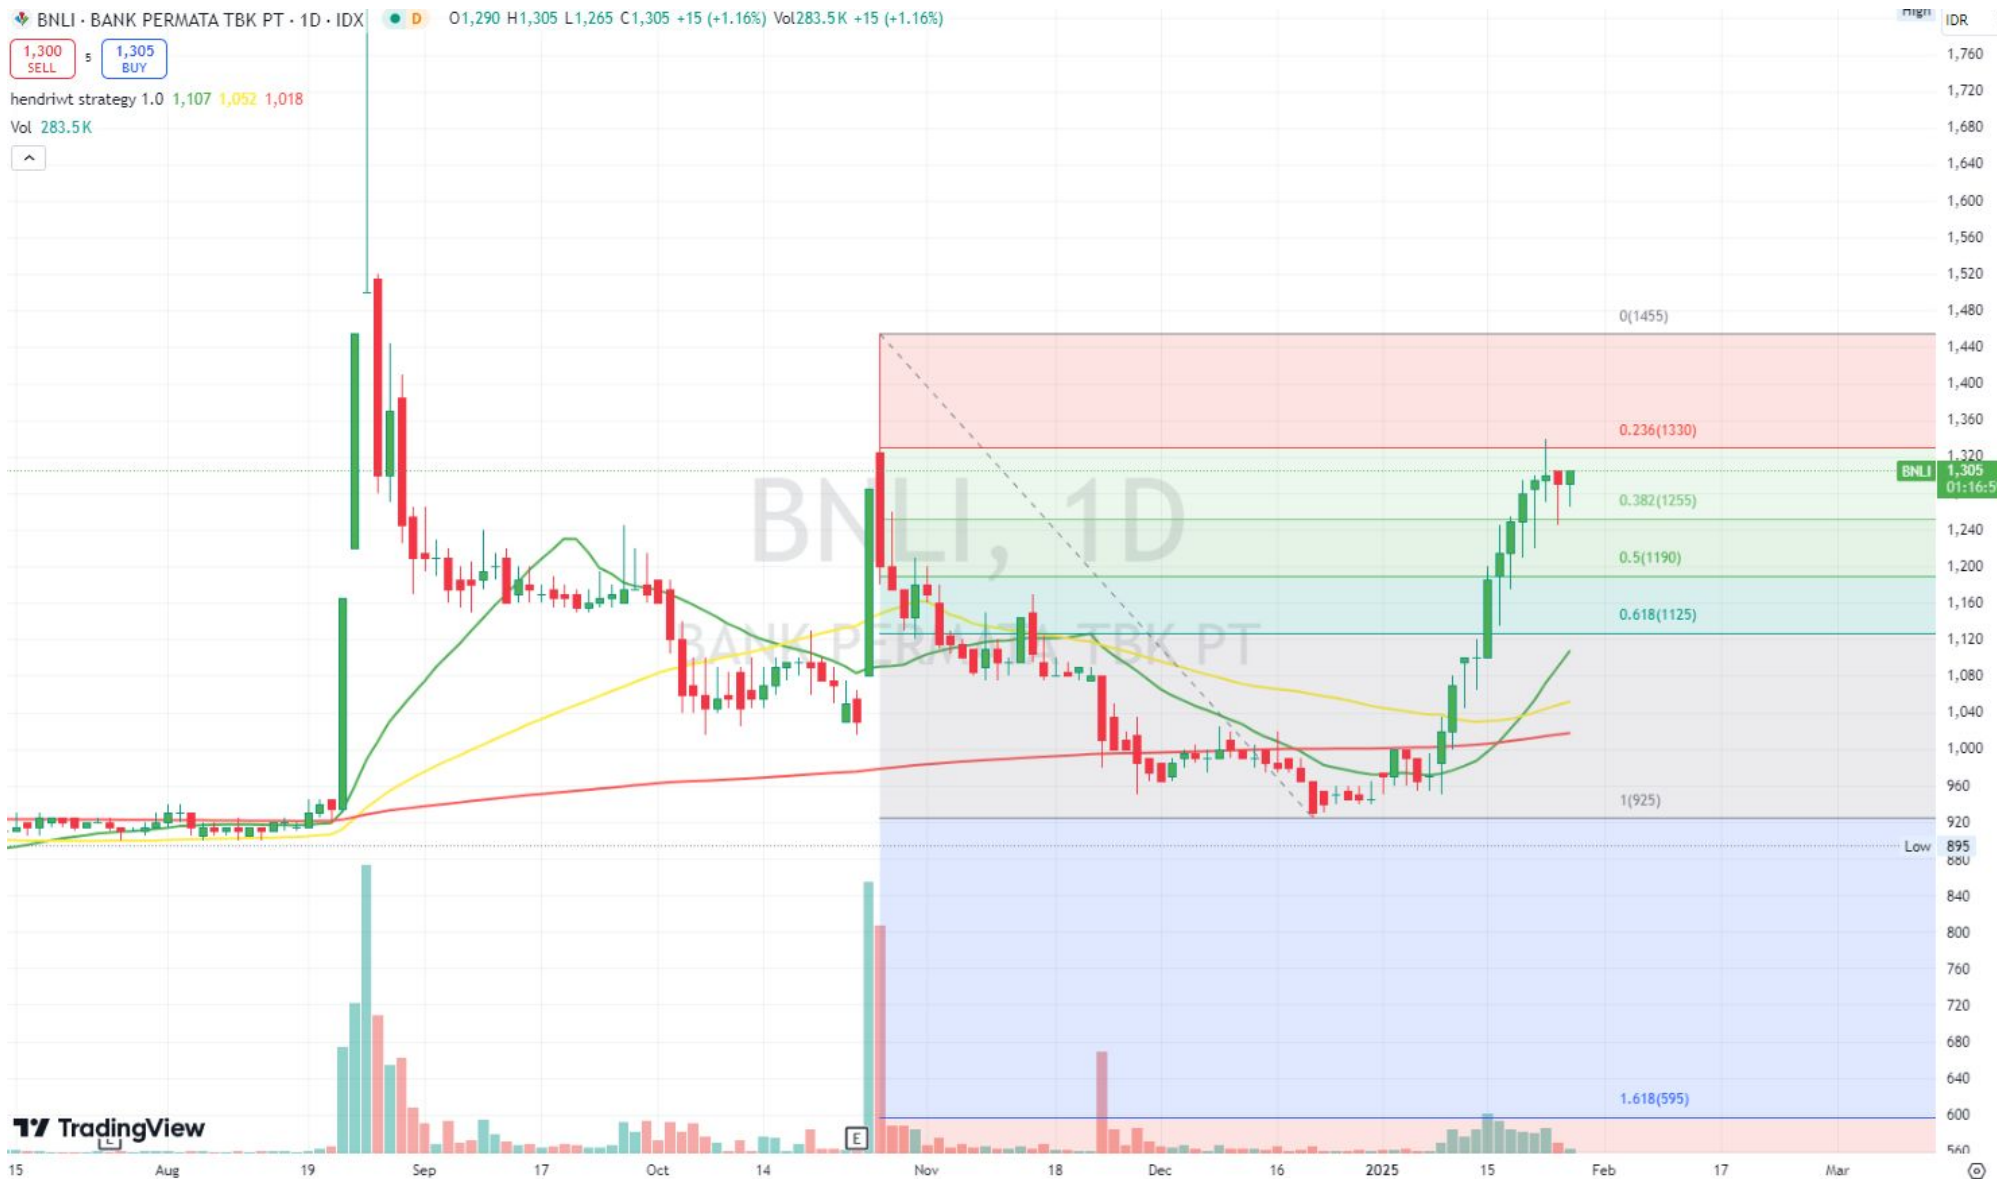 BNLI · BANK PERMATA TBK PT · 1D · IDX D O1,290 H1,305 L1,265 C1,305 +15 (+1.16%) Vol283.5K +15 (+1.16%)
High
IDR
1,300
SELL
5
1,305
BUY
hendriwt strategy 1.0 1,107 1,052 1,018
Vol 283.5K
1,760
1,720
1,680
1,640
1,600
1,560
1,520
1,480
1,440
1,400
1,360
1,320
BNLI 1,305
01:16:5
1,240
1,200
1,160
1,120
1,080
1,040
1,000
960
920
Low 895
880
840
800
760
720
680
640
600
560
0(1455)
0.236(1330)
0.382(1255)
0.5(1190)
0.618(1125)
1(925)
1.618(595)
BNLI, 1D
BANK PERMATA TBK PT
TradingView
E
15 Aug 19 Sep 17 Oct 14 Nov 18 Dec 16 2025 15 Feb 17 Mar